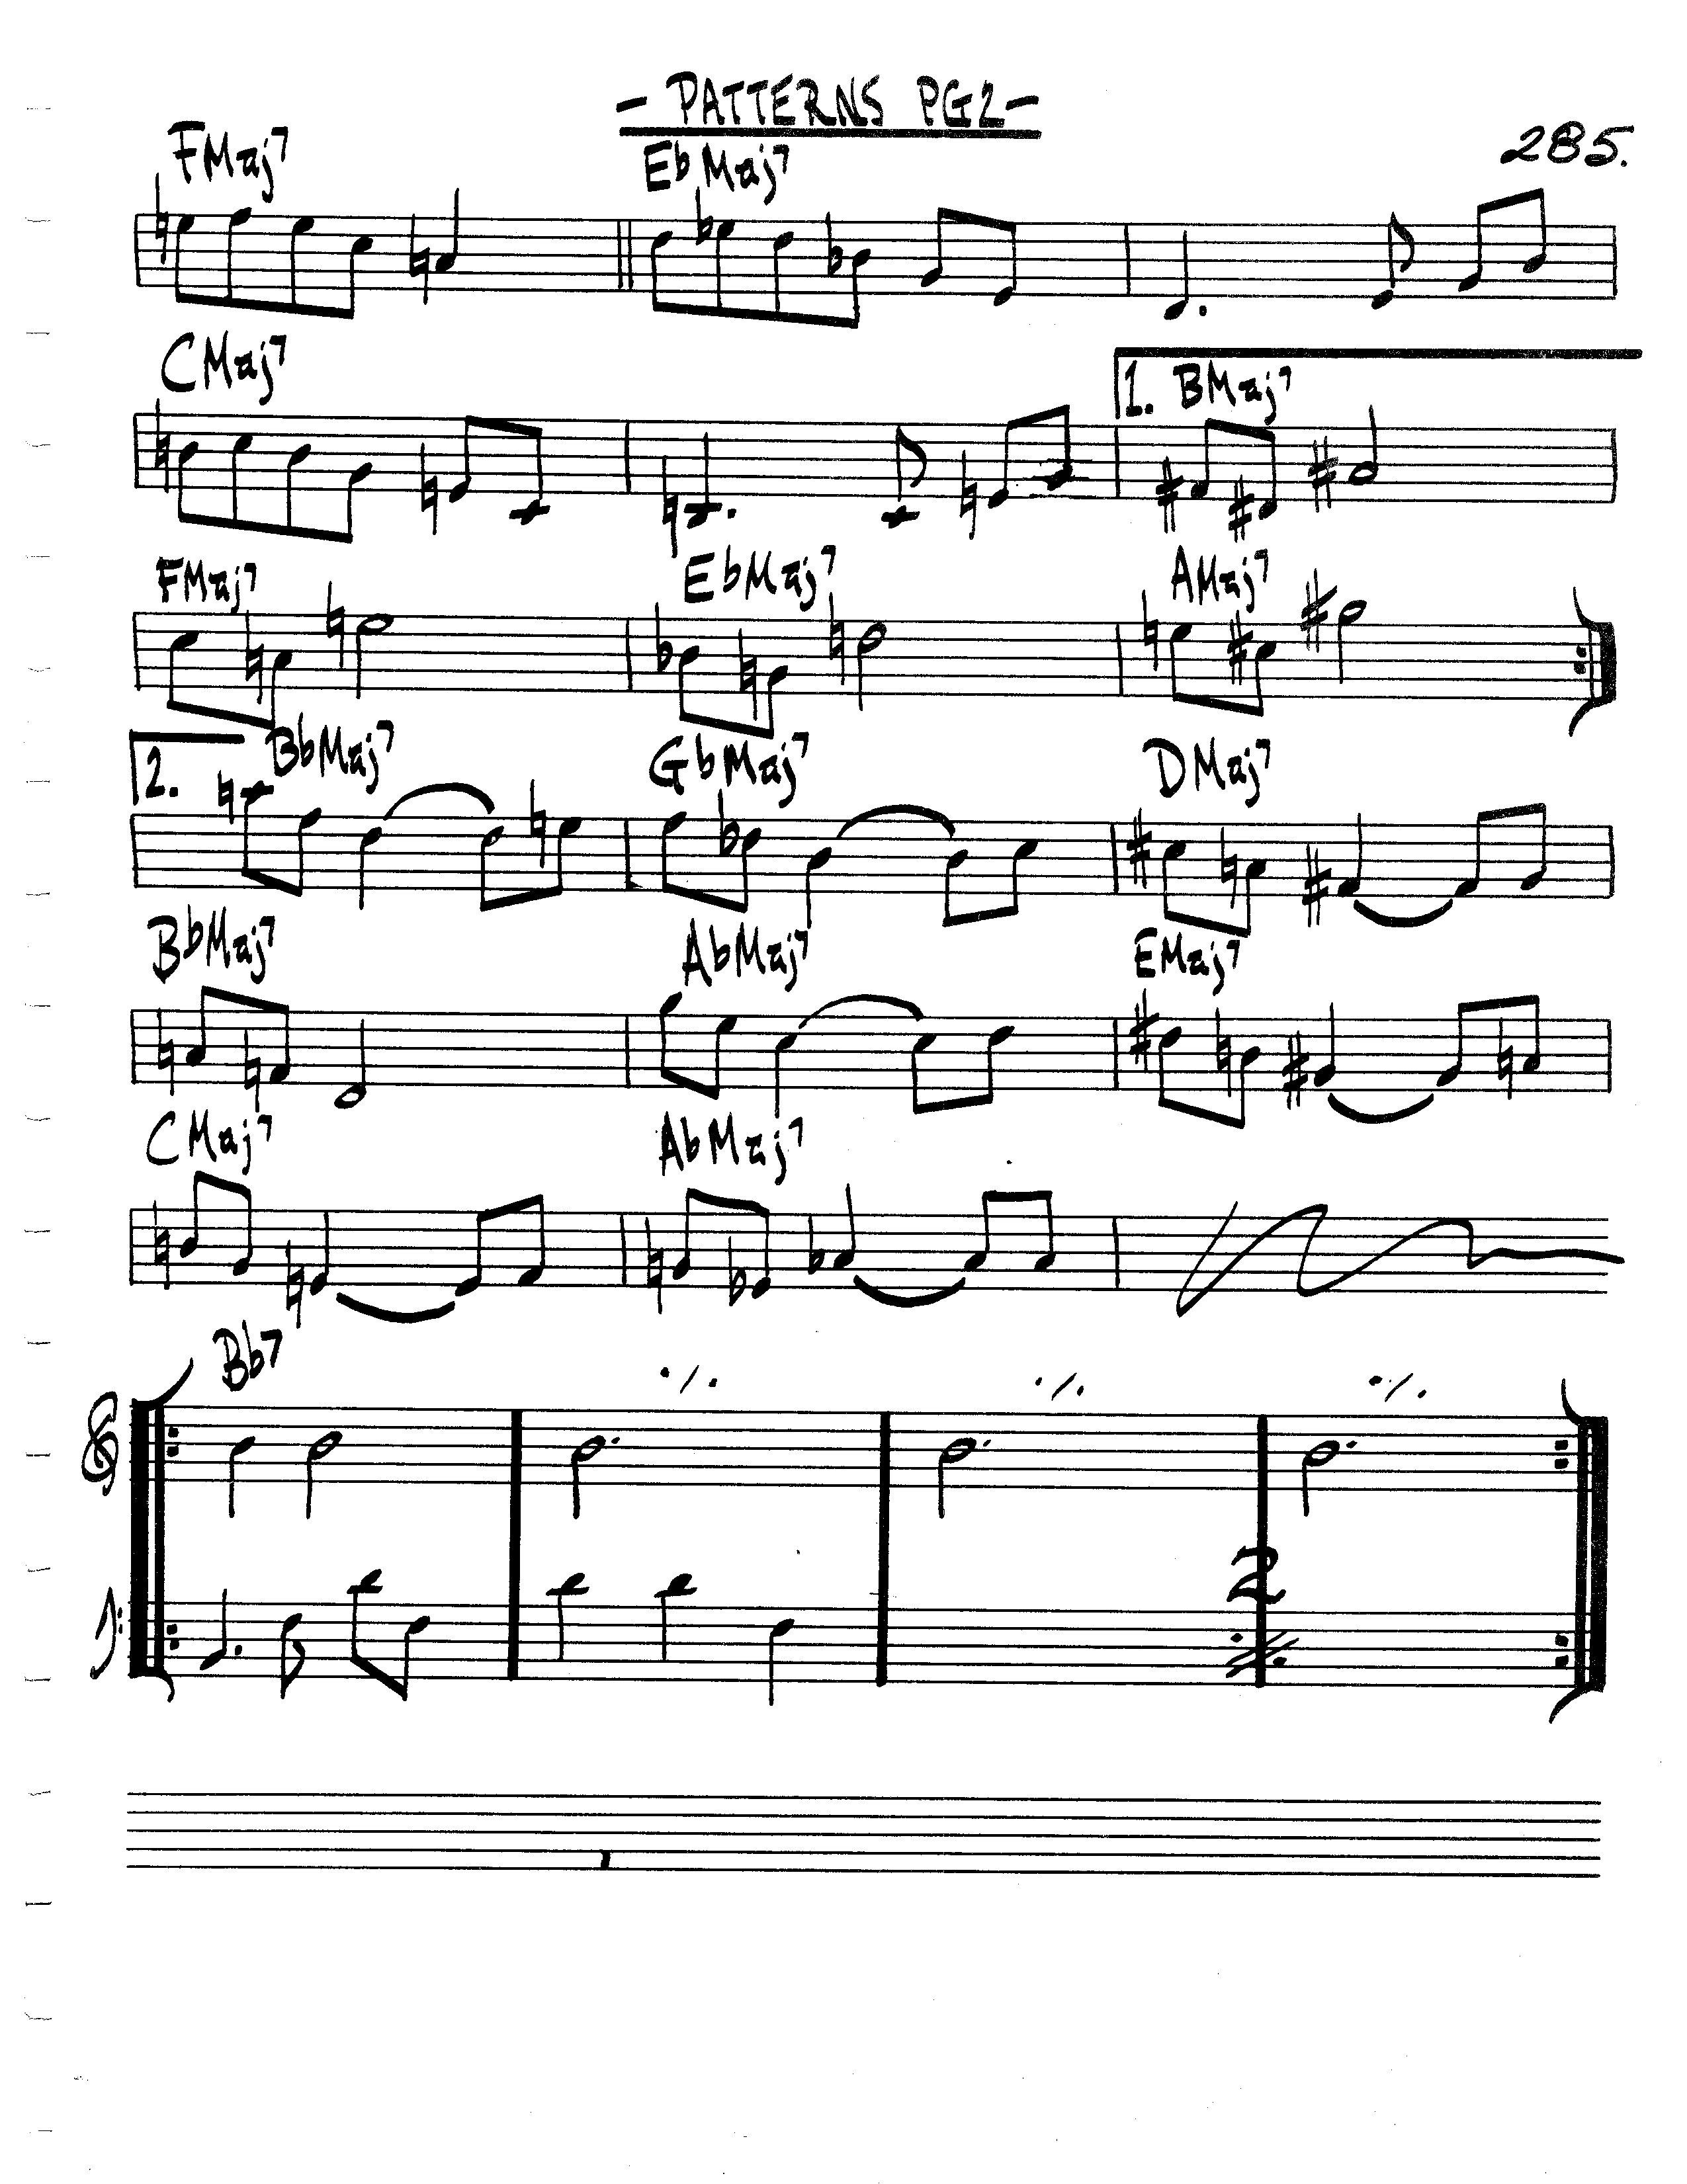 - PATTERNS PG2 -
285.
FMaj7 EbMaj7
CMaj7 1. BMaj7
FMaj7 EbMaj7 AMaj7
2. BbMaj7 GbMaj7 DMaj7
BbMaj7 AbMaj7 EMaj7
CMaj7 AbMaj7
Bb7
2